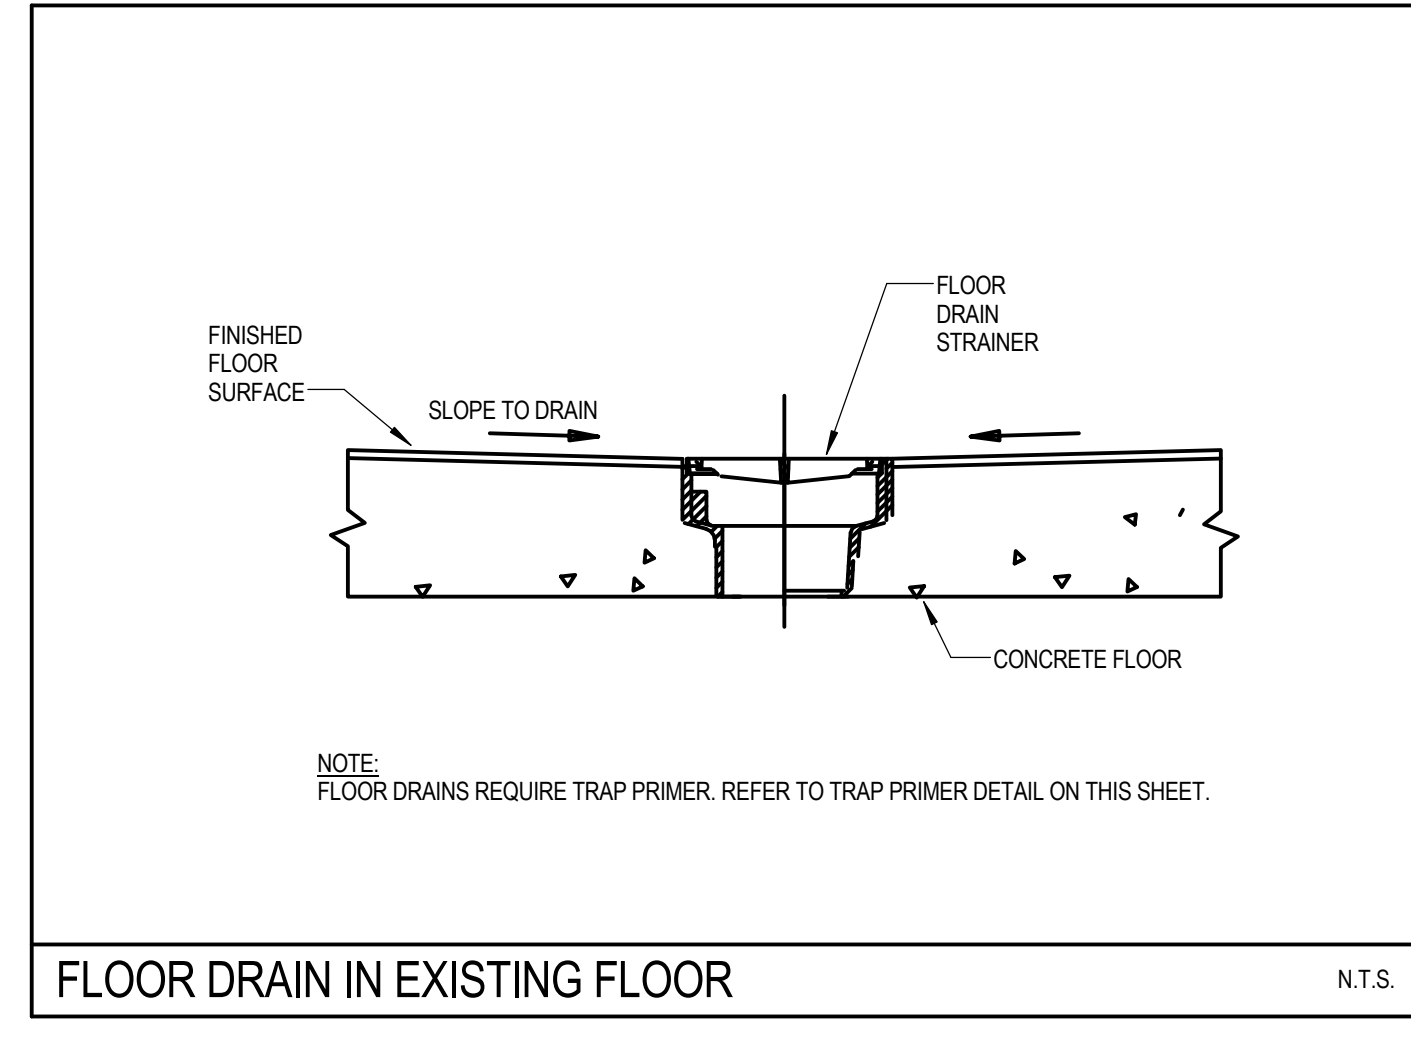 FLOOR
DRAIN
STRAINER
FINISHED
FLOOR
SURFACE
SLOPE TO DRAIN
CONCRETE FLOOR
NOTE:
FLOOR DRAINS REQUIRE TRAP PRIMER. REFER TO TRAP PRIMER DETAIL ON THIS SHEET.
FLOOR DRAIN IN EXISTING FLOOR
N.T.S.